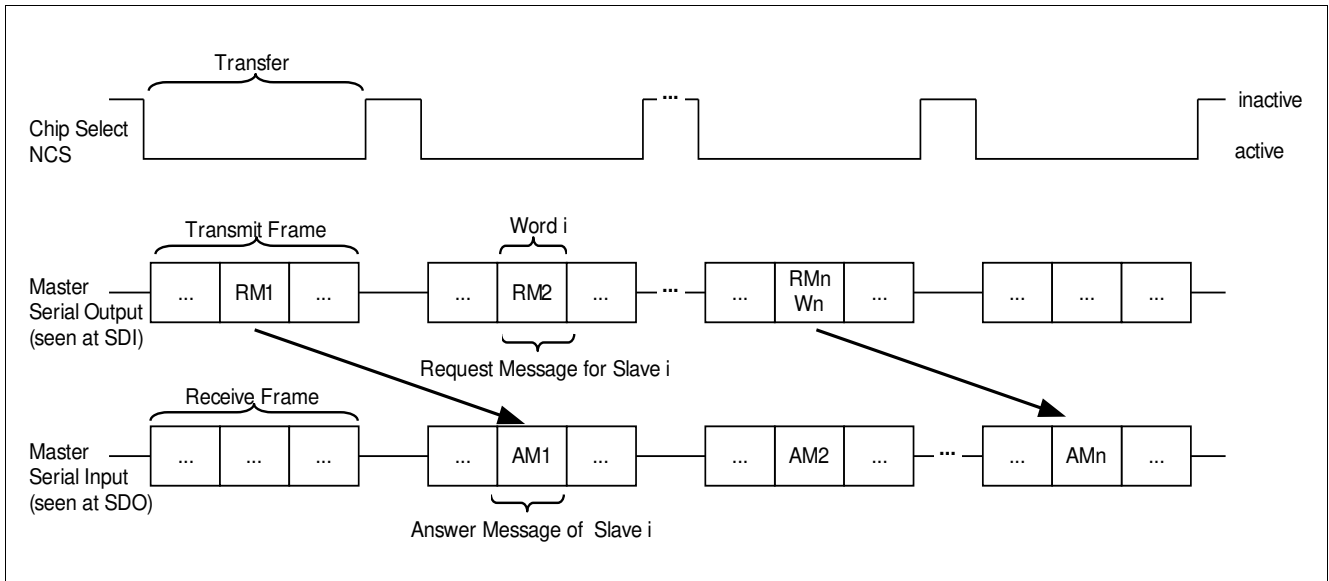 Transfer
...
inactive
Chip Select
NCS
active
Transmit Frame
Word i
Master
Serial Output
(seen at SDI)
... RM1 ...
... RM2 ...
...
... RMn
Wn ...
... ... ...
Request Message for Slave i
Receive Frame
Master
Serial Input
(seen at SDO)
... ... ...
... AM1 ...
... AM2 ...
...
... AMn ...
Answer Message of Slave i